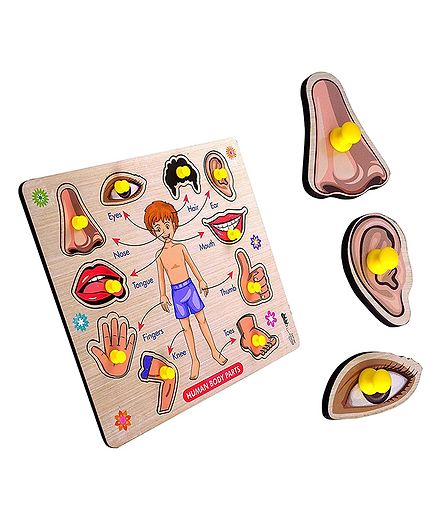 Eyes
Hair
Ear
Nose
Mouth
Tongue
Thumb
Fingers
Knee
Toes
HUMAN BODY PARTS